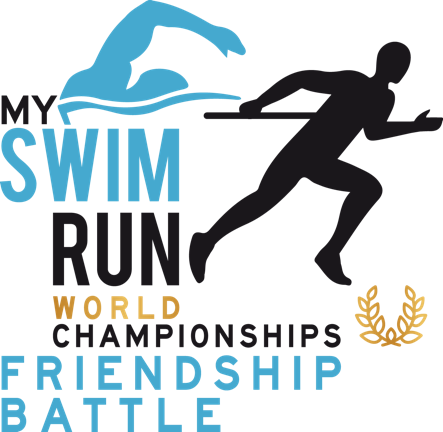 MY
SWIM
RUN
WORLD
CHAMPIONSHIPS
FRIENDSHIP
BATTLE